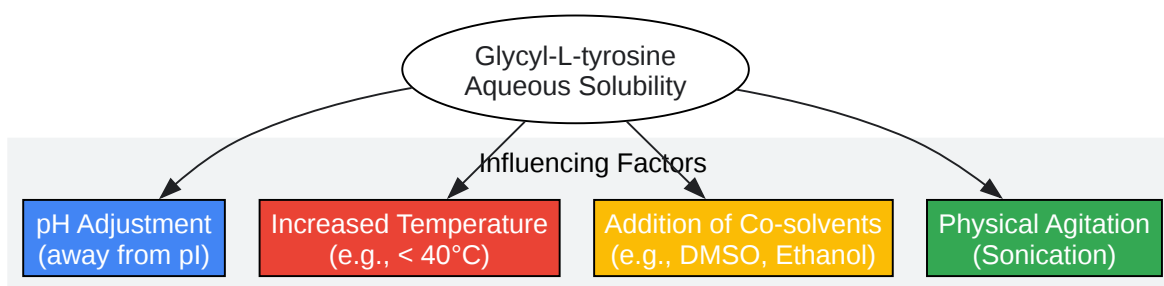 Glycyl-L-tyrosine
Aqueous Solubility
Influencing Factors
pH Adjustment
(away from pI)
Increased Temperature
(e.g., < 40°C)
Addition of Co-solvents
(e.g., DMSO, Ethanol)
Physical Agitation
(Sonication)